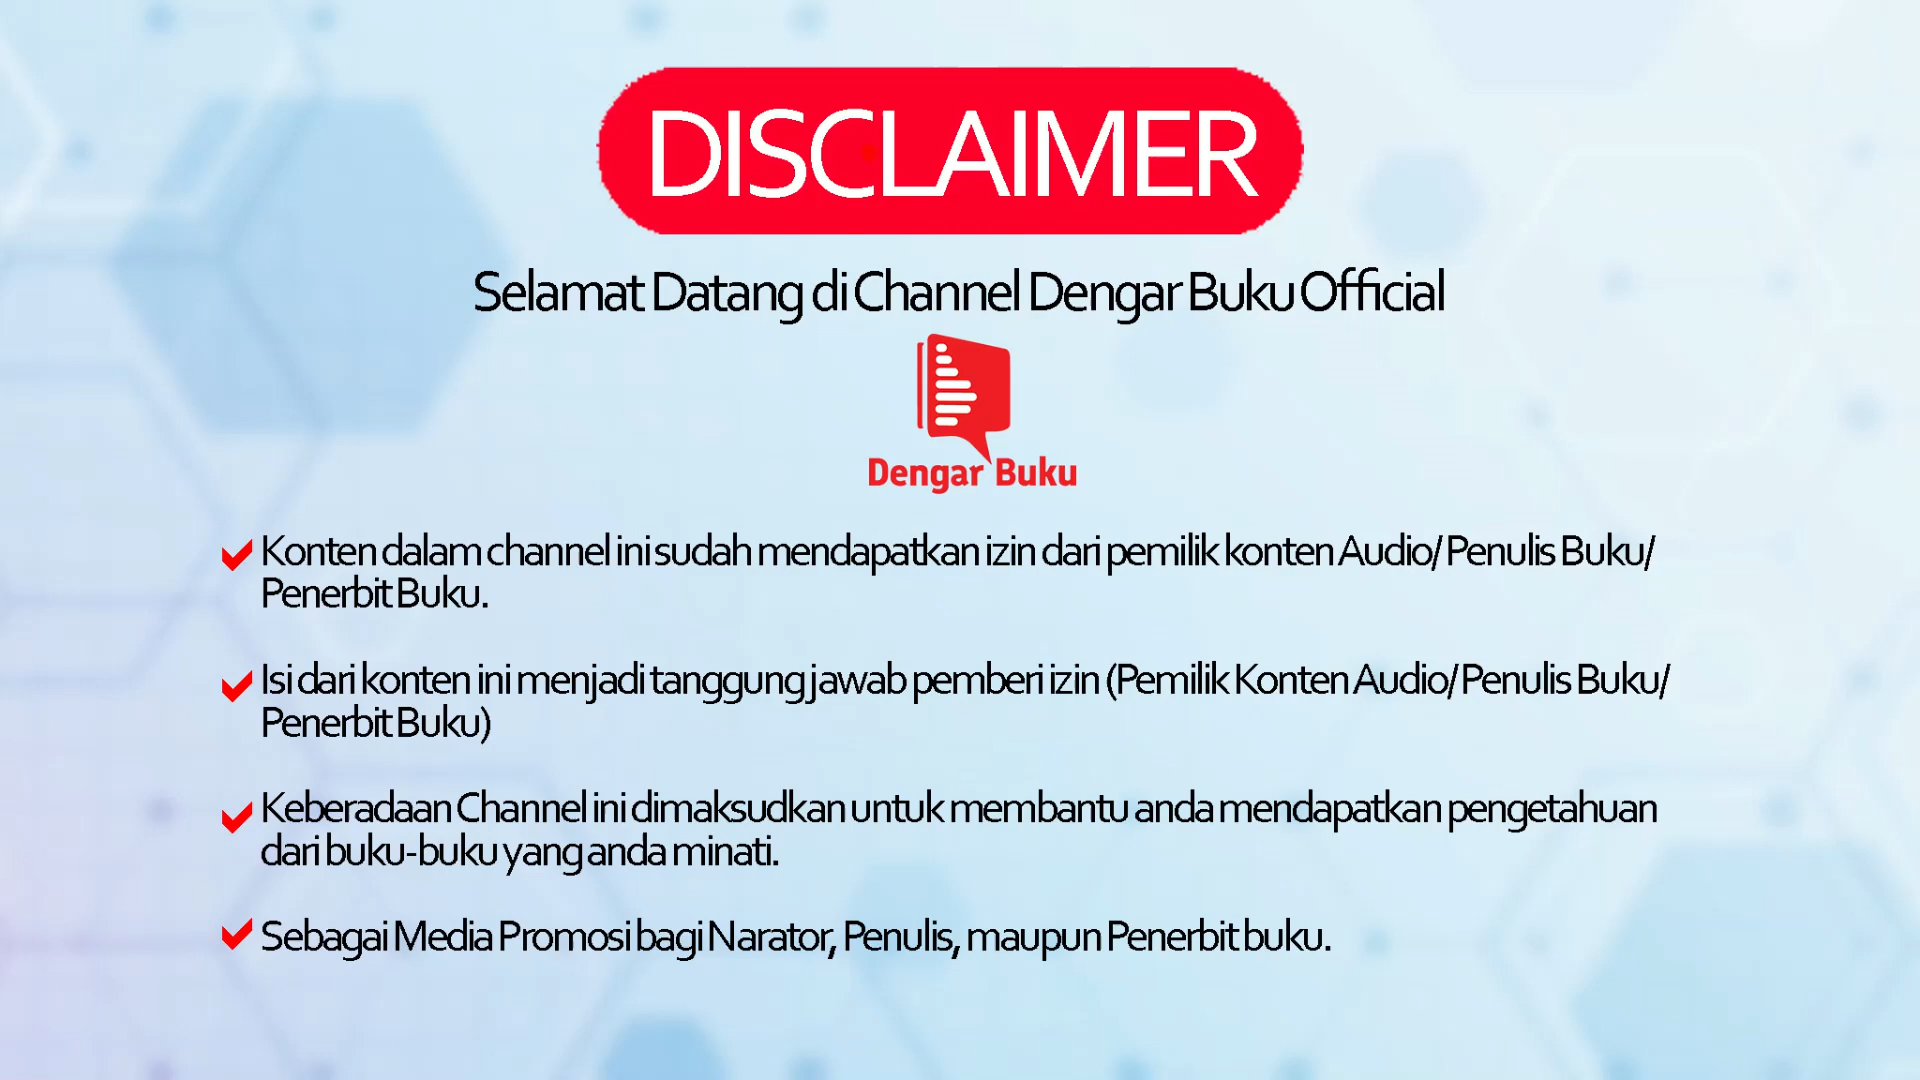 DISCLAIMER
Selamat Datang di Channel Dengar Buku Official
Dengar Buku
Konten dalam channel ini sudah mendapatkan izin dari pemilik konten Audio/ Penulis Buku/
Penerbit Buku.
Isi dari konten ini menjadi tanggung jawab pemberi izin (Pemilik Konten Audio/ Penulis Buku/
Penerbit Buku)
Keberadaan Channel ini dimaksudkan untuk membantu anda mendapatkan pengetahuan
dari buku-buku yang anda minati.
Sebagai Media Promosi bagi Narator, Penulis, maupun Penerbit buku.